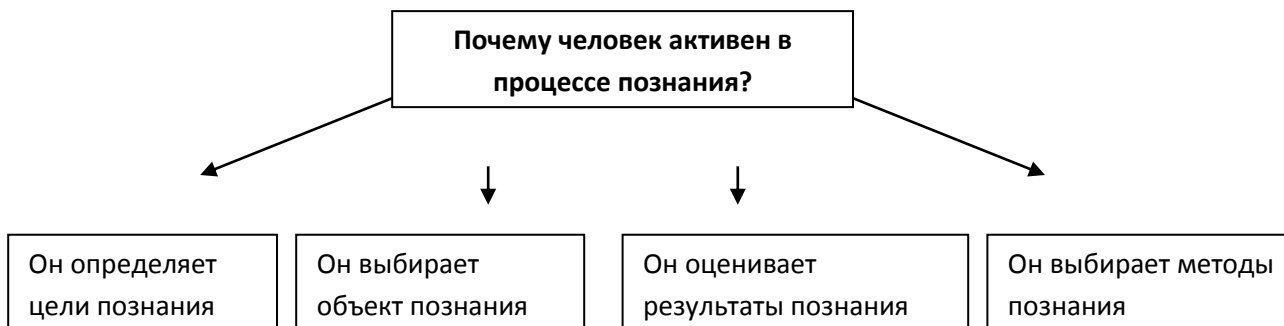 Почему человек активен в
процессе познания?
Он определяет
цели познания
Он выбирает
объект познания
Он оценивает
результаты познания
Он выбирает методы
познания